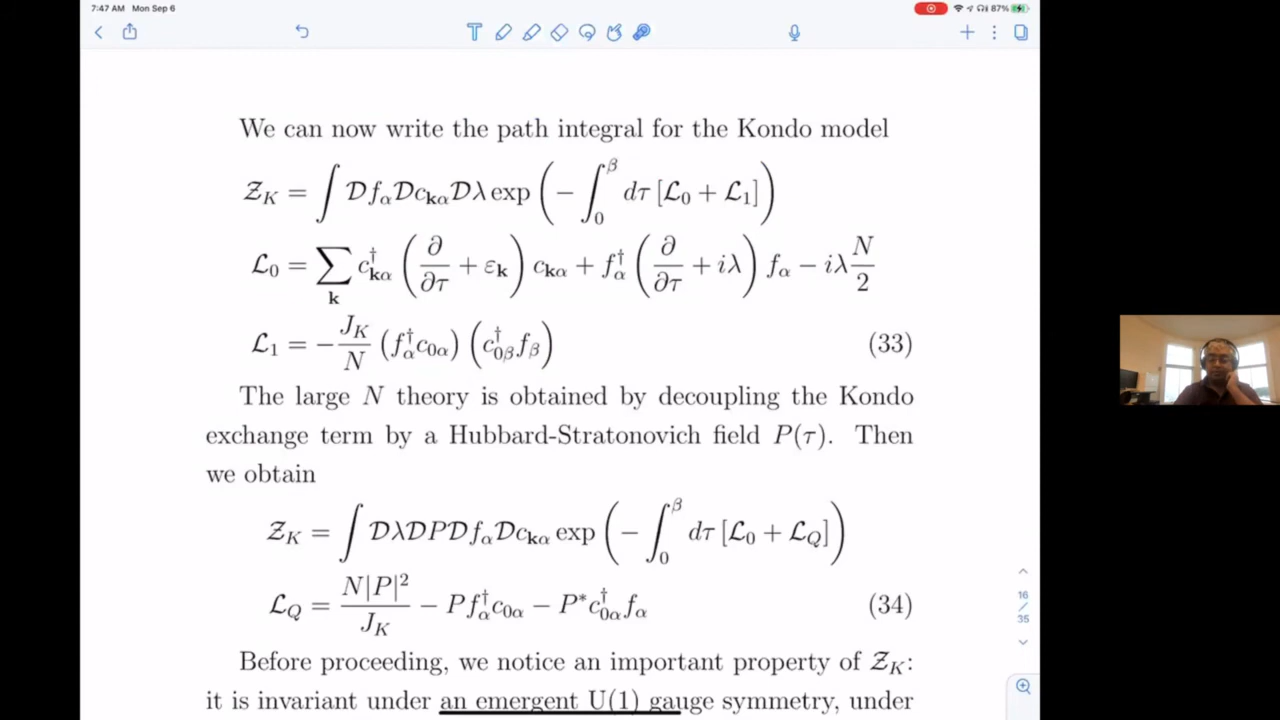 7:47 AM Mon Sep 6
87%
We can now write the path integral for the Kondo model
𝒵_K = ∫ 𝒟f_α 𝒟c_{𝐤α} 𝒟λ exp ( − ∫_0^β dτ [ℒ_0 + ℒ_1] )
ℒ_0 = ∑_𝐤 c†_{𝐤α} ( ∂/∂τ + ε_𝐤 ) c_{𝐤α} + f†_α ( ∂/∂τ + iλ ) f_α − iλ N/2
ℒ_1 = − J_K/N (f†_α c_{0α}) (c†_{0β} f_β) (33)
The large N theory is obtained by decoupling the Kondo
exchange term by a Hubbard-Stratonovich field P(τ). Then
we obtain
𝒵_K = ∫ 𝒟λ 𝒟P 𝒟f_α 𝒟c_{𝐤α} exp ( − ∫_0^β dτ [ℒ_0 + ℒ_Q] )
ℒ_Q = N|P|²/J_K − P f†_α c_{0α} − P* c†_{0α} f_α (34)
Before proceeding, we notice an important property of 𝒵_K:
it is invariant under an emergent U(1) gauge symmetry, under
16
/
35